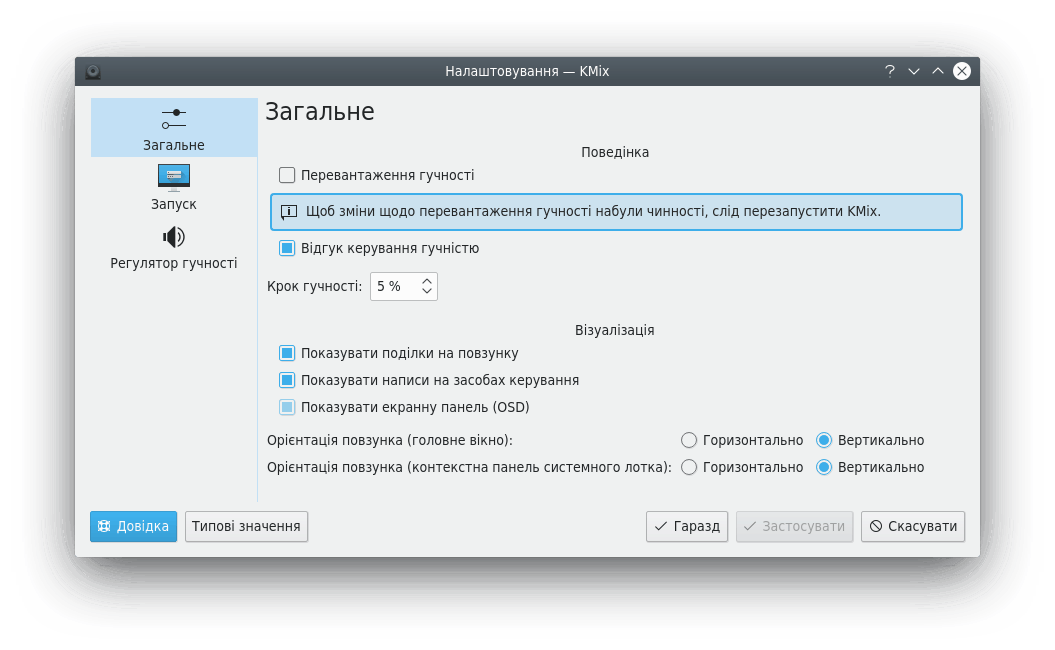 Налаштовування — KMix
Загальне
Запуск
Регулятор гучності
Загальне
Поведінка
Перевантаження гучності
Щоб зміни щодо перевантаження гучності набули чинності, слід перезапустити KMix.
Відгук керування гучністю
Крок гучності: 5 %
Візуалізація
Показувати поділки на повзунку
Показувати написи на засобах керування
Показувати екранну панель (OSD)
Орієнтація повзунка (головне вікно): Горизонтально Вертикально
Орієнтація повзунка (контекстна панель системного лотка): Горизонтально Вертикально
Довідка Типові значення Гаразд Застосувати Скасувати